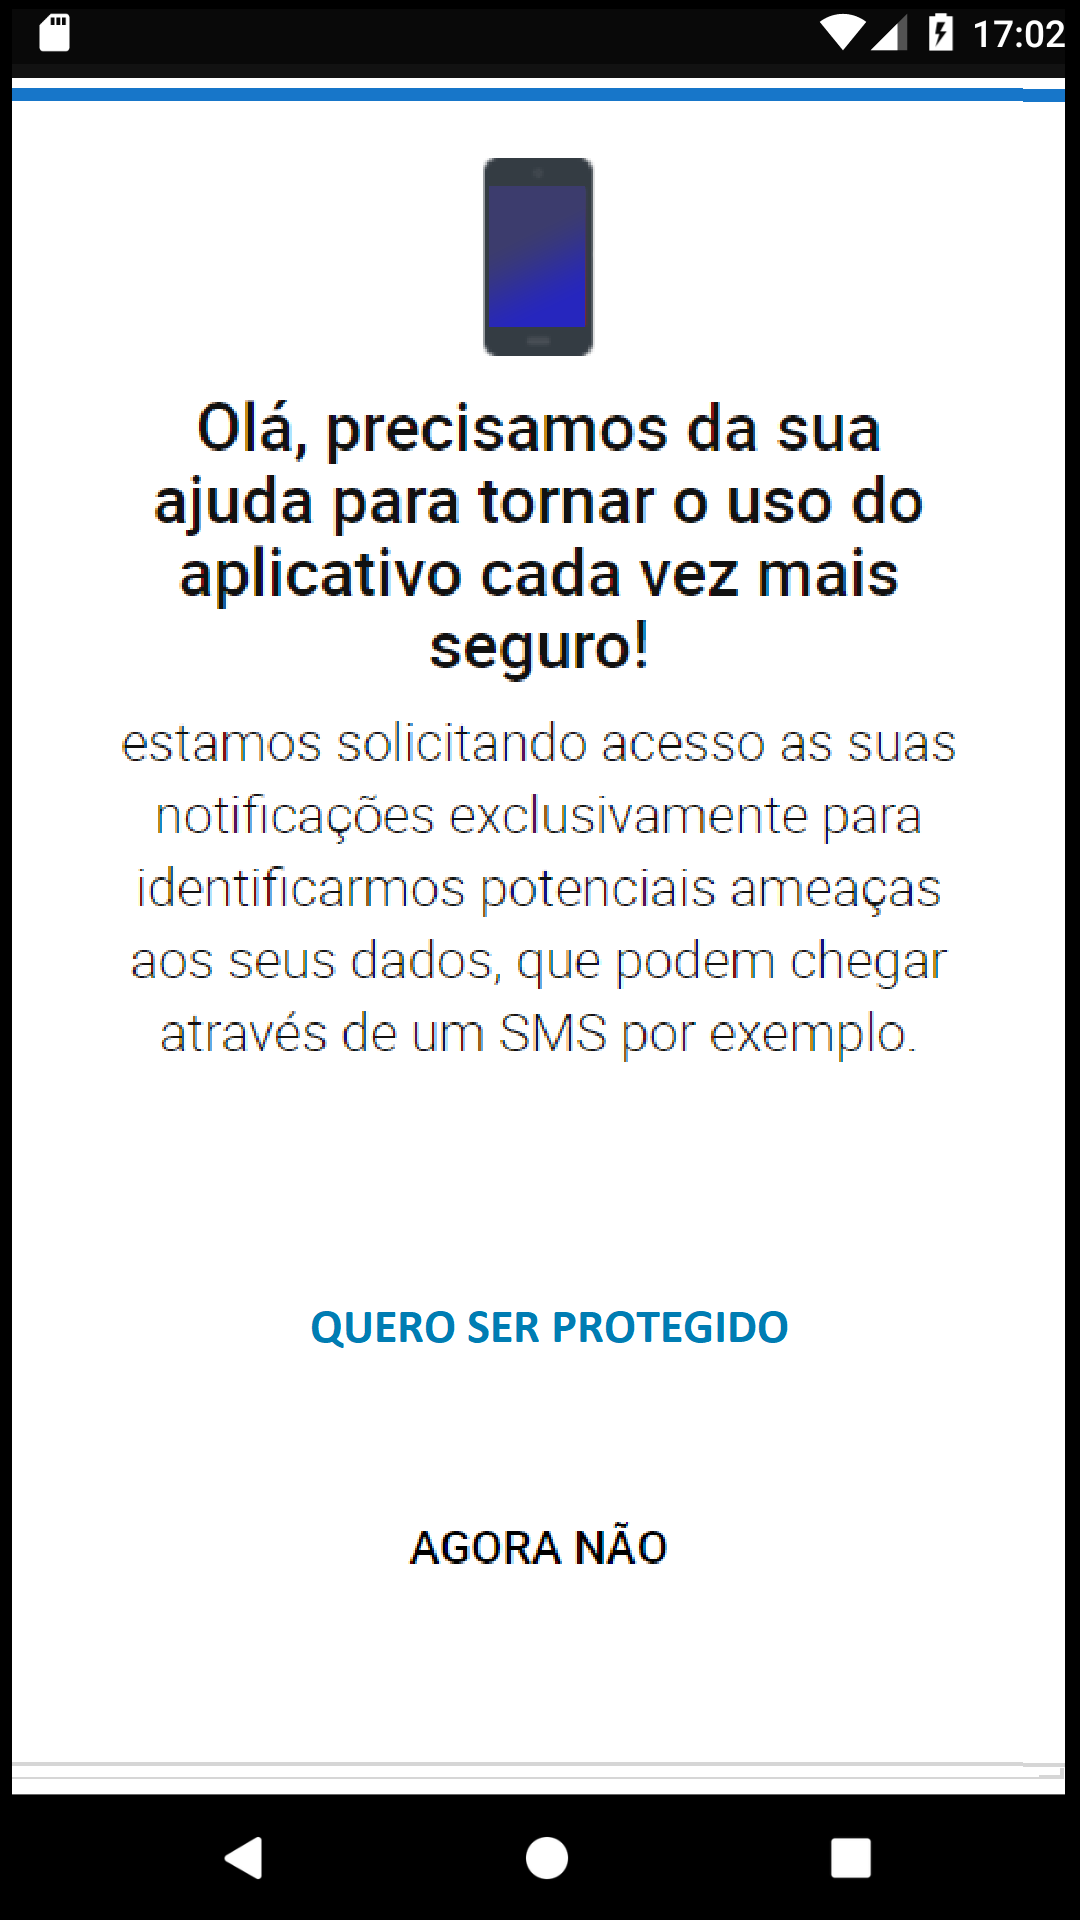 17:02
Olá, precisamos da sua
ajuda para tornar o uso do
aplicativo cada vez mais
seguro!
estamos solicitando acesso as suas
notificações exclusivamente para
identificarmos potenciais ameaças
aos seus dados, que podem chegar
através de um SMS por exemplo.
QUERO SER PROTEGIDO
AGORA NÃO